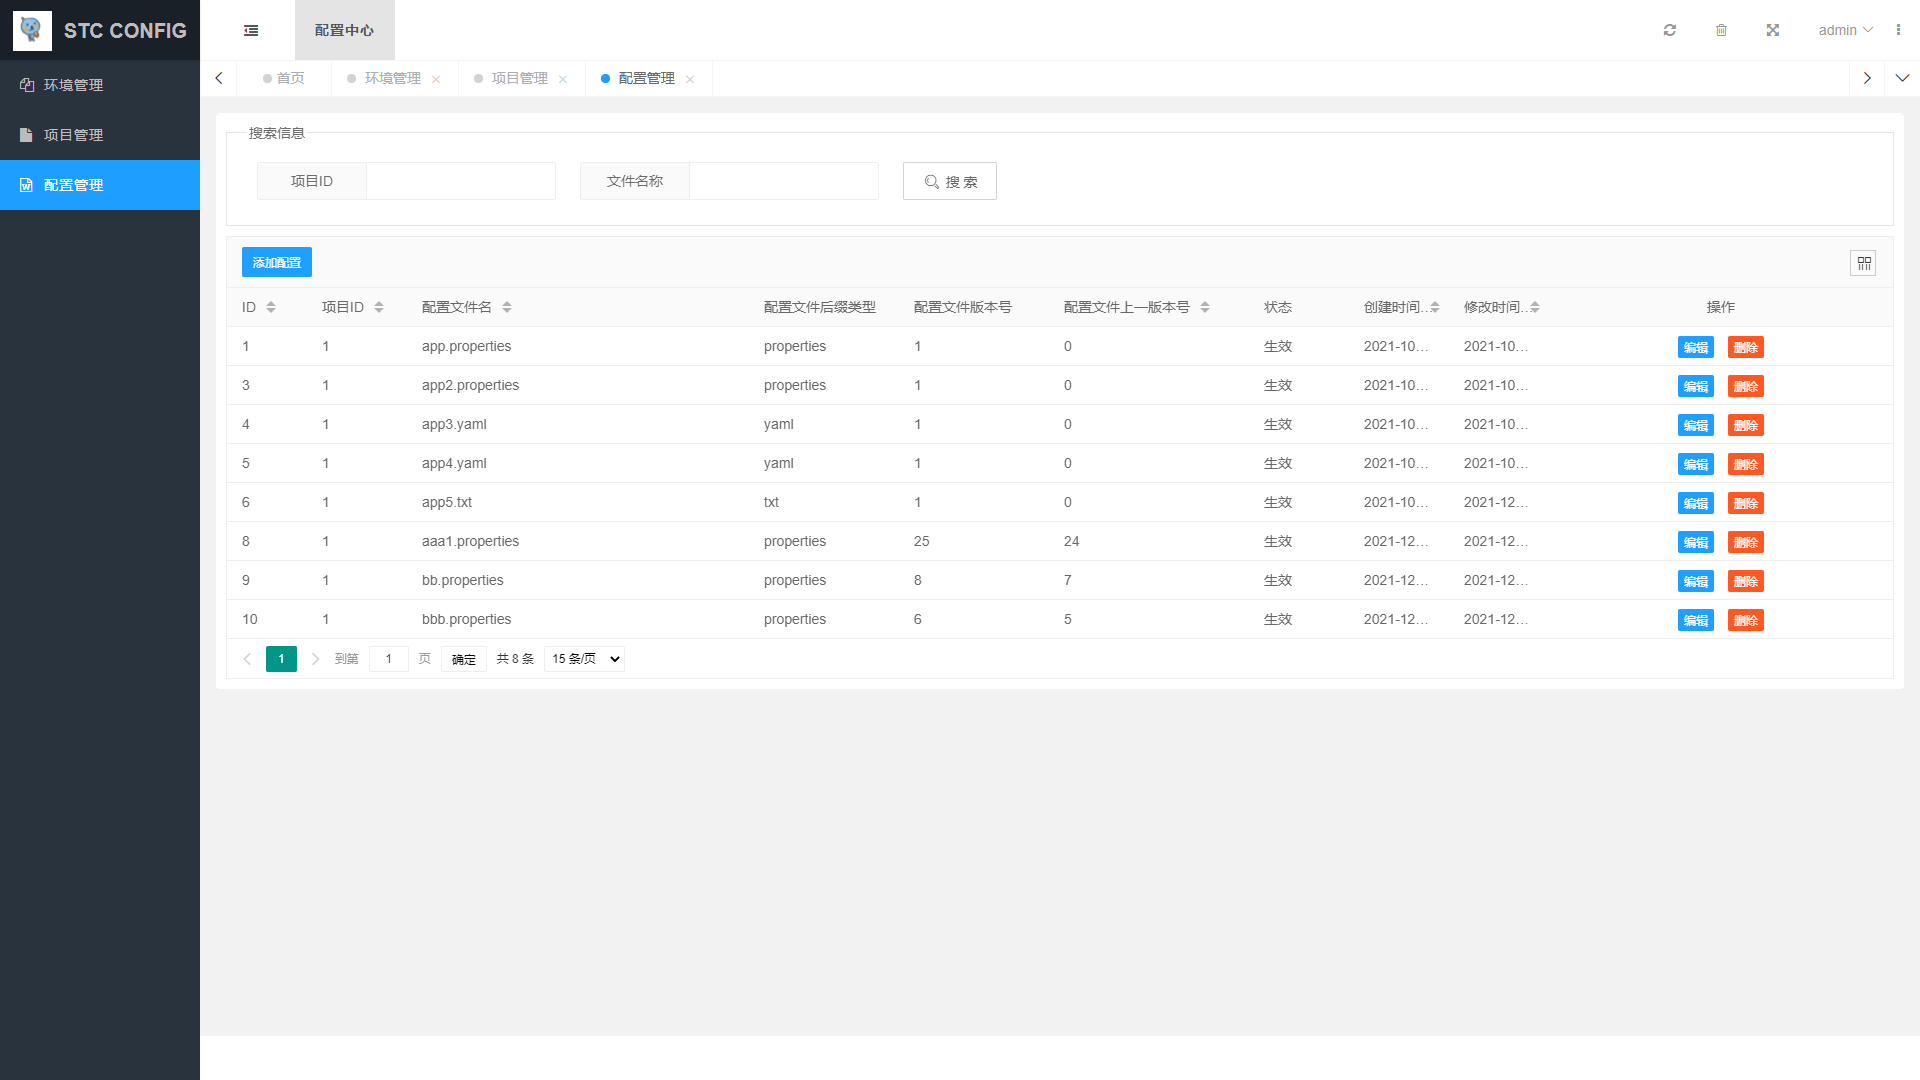 STC CONFIG
配置中心
admin
环境管理
项目管理
配置管理
首页 环境管理 项目管理 配置管理
搜索信息
项目ID 文件名称 搜 索
添加配置
ID 项目ID 配置文件名 配置文件后缀类型 配置文件版本号 配置文件上一版本号 状态 创建时间... 修改时间... 操作
1 1 app.properties properties 1 0 生效 2021-10... 2021-10... 编辑 删除
3 1 app2.properties properties 1 0 生效 2021-10... 2021-10... 编辑 删除
4 1 app3.yaml yaml 1 0 生效 2021-10... 2021-10... 编辑 删除
5 1 app4.yaml yaml 1 0 生效 2021-10... 2021-10... 编辑 删除
6 1 app5.txt txt 1 0 生效 2021-10... 2021-12... 编辑 删除
8 1 aaa1.properties properties 25 24 生效 2021-12... 2021-12... 编辑 删除
9 1 bb.properties properties 8 7 生效 2021-12... 2021-12... 编辑 删除
10 1 bbb.properties properties 6 5 生效 2021-12... 2021-12... 编辑 删除
1 到第 1 页 确定 共 8 条 15 条/页